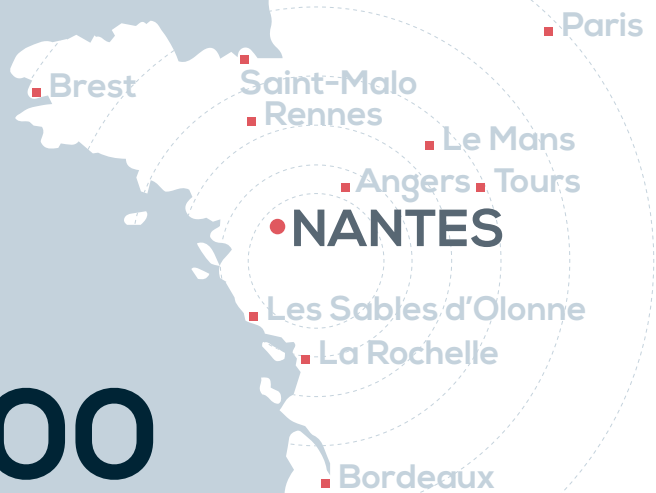 Paris
Brest
Saint-Malo
Rennes
Le Mans
Angers
Tours
NANTES
Les Sables d’Olonne
La Rochelle
00
Bordeaux